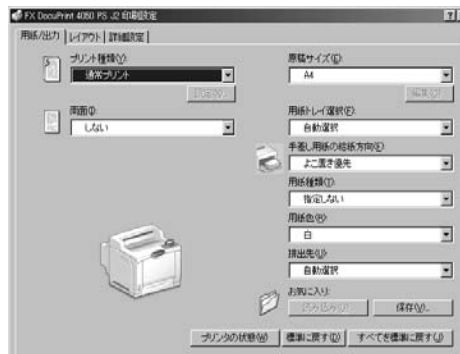 FX DocuPrint 4050 PS J2 印刷設定
用紙/出力 レイアウト 詳細設定
プリント種類(Y):
通常プリント
設定(N)...
両面(I):
しない
原稿サイズ(E):
A4
編集(O)...
用紙トレイ選択(F):
自動選択
手差し用紙の給紙方向(E):
よこ置き優先
用紙種類(T):
指定しない
用紙色(R):
白
排出先(U):
自動選択
お気に入り:
保存(V)...
プリンタの状態(W) 標準に戻す(D) すべてを標準に戻す(J)